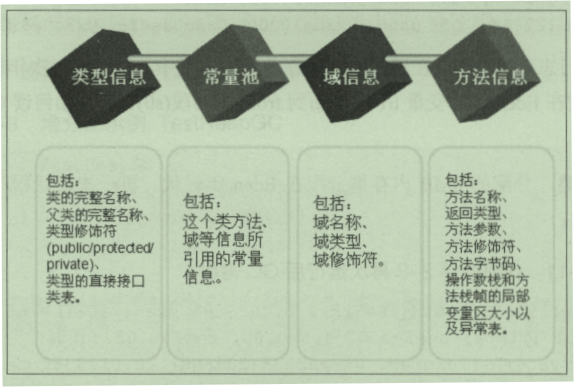 类型信息
常量池
域信息
方法信息
包括:
类的完整名称、
父类的完整名称、
类型修饰符
(public/protected/
private)、
类型的直接接口
类表。
包括:
这个类方法、
域等信息所
引用的常量
信息。
包括:
域名称、
域类型、
域修饰符。
包括:
方法名称、
返回类型、
方法参数、
方法修饰符、
方法字节码、
操作数栈和方
法栈帧的局部
变量区大小以
及异常表。